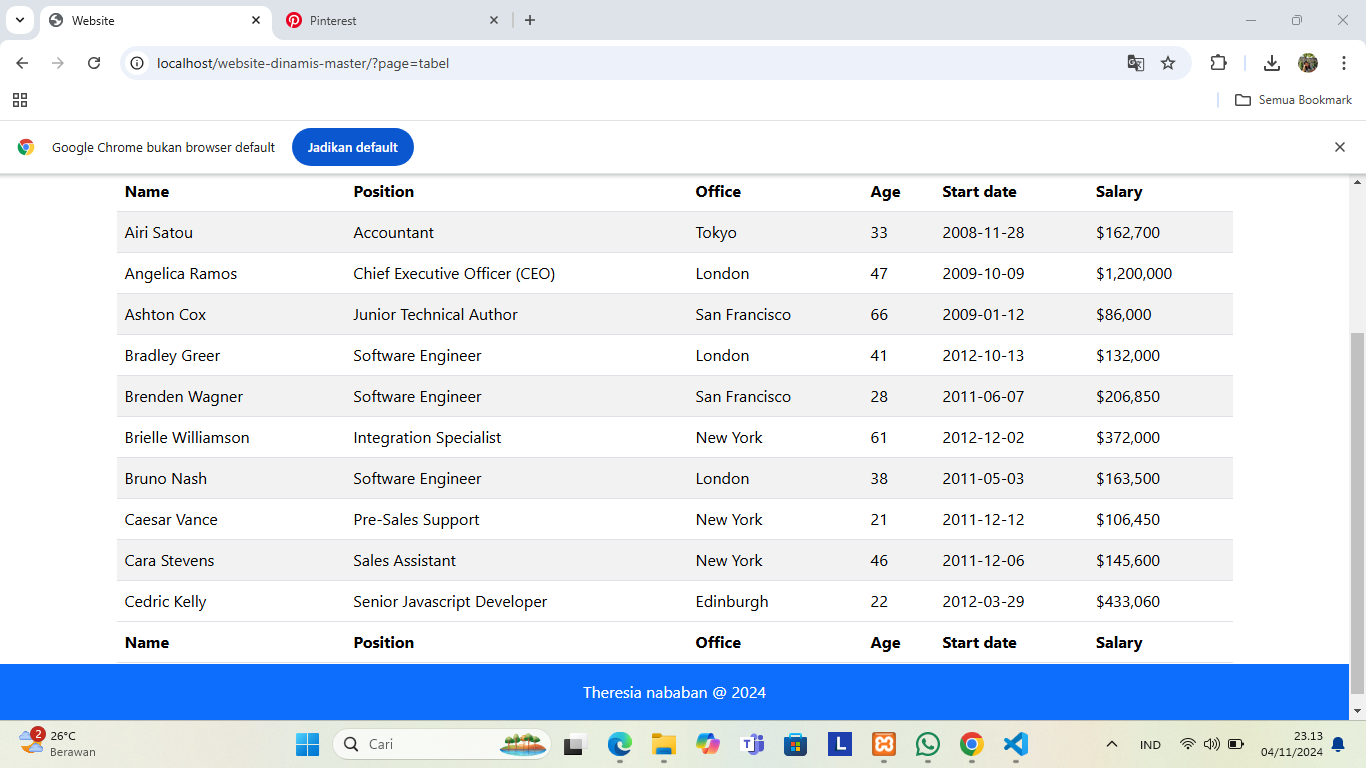 Website
Pinterest
localhost/website-dinamis-master/?page=tabel
Semua Bookmark
Google Chrome bukan browser default
Jadikan default
Name Position Office Age Start date Salary
Airi Satou Accountant Tokyo 33 2008-11-28 $162,700
Angelica Ramos Chief Executive Officer (CEO) London 47 2009-10-09 $1,200,000
Ashton Cox Junior Technical Author San Francisco 66 2009-01-12 $86,000
Bradley Greer Software Engineer London 41 2012-10-13 $132,000
Brenden Wagner Software Engineer San Francisco 28 2011-06-07 $206,850
Brielle Williamson Integration Specialist New York 61 2012-12-02 $372,000
Bruno Nash Software Engineer London 38 2011-05-03 $163,500
Caesar Vance Pre-Sales Support New York 21 2011-12-12 $106,450
Cara Stevens Sales Assistant New York 46 2011-12-06 $145,600
Cedric Kelly Senior Javascript Developer Edinburgh 22 2012-03-29 $433,060
Name Position Office Age Start date Salary
Theresia nababan @ 2024
2
26°C
Berawan
Cari
L
IND
23.13
04/11/2024